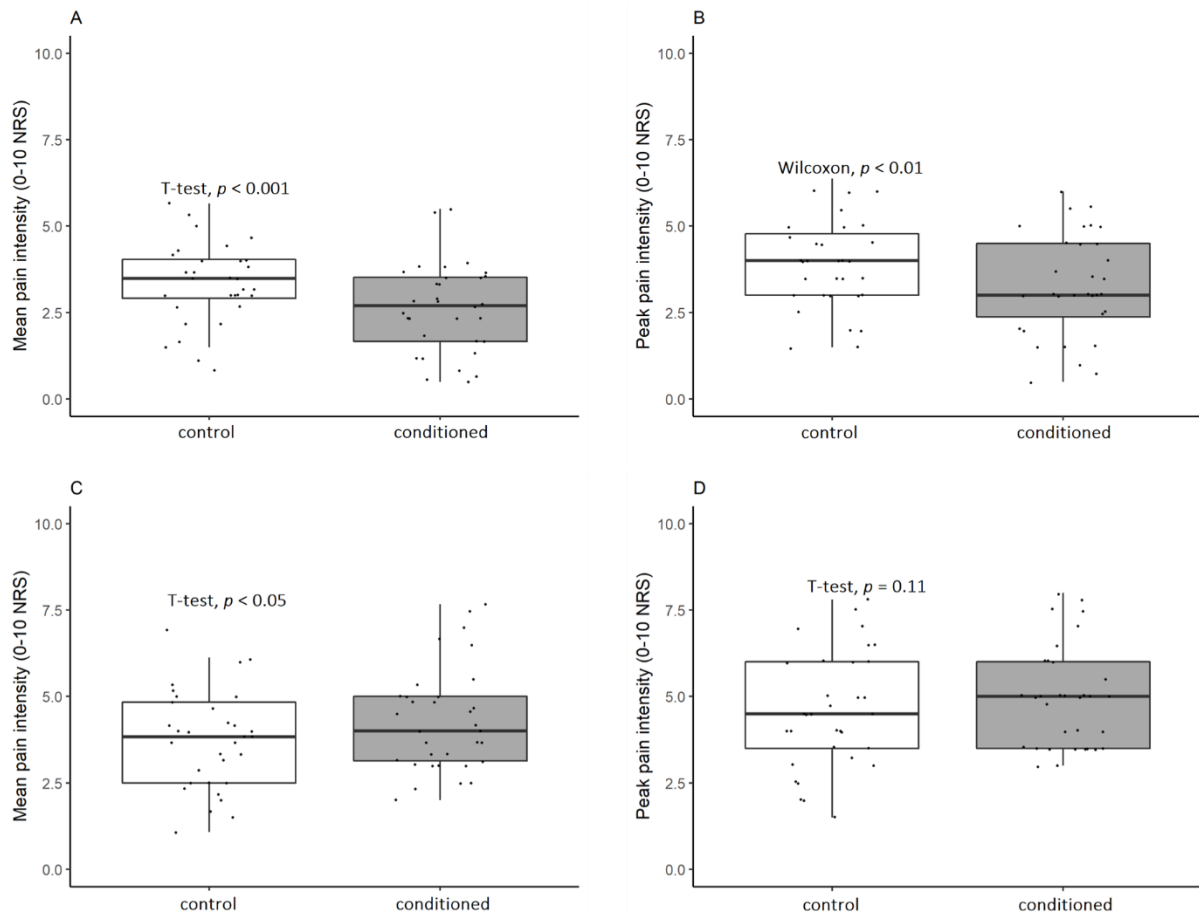 A
Mean pain intensity (0-10 NRS)
10.0
7.5
5.0
2.5
0.0
T-test, p < 0.001
control
conditioned
B
Peak pain intensity (0-10 NRS)
10.0
7.5
5.0
2.5
0.0
Wilcoxon, p < 0.01
control
conditioned
C
Mean pain intensity (0-10 NRS)
10.0
7.5
5.0
2.5
0.0
T-test, p < 0.05
control
conditioned
D
Peak pain intensity (0-10 NRS)
10.0
7.5
5.0
2.5
0.0
T-test, p = 0.11
control
conditioned